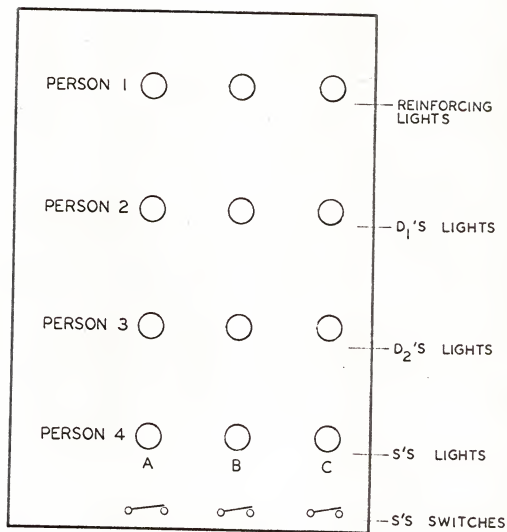 PERSON 1
REINFORCING
LIGHTS
PERSON 2
D₁'S LIGHTS
PERSON 3
D₂'S LIGHTS
PERSON 4
A B C
S'S LIGHTS
S'S SWITCHES